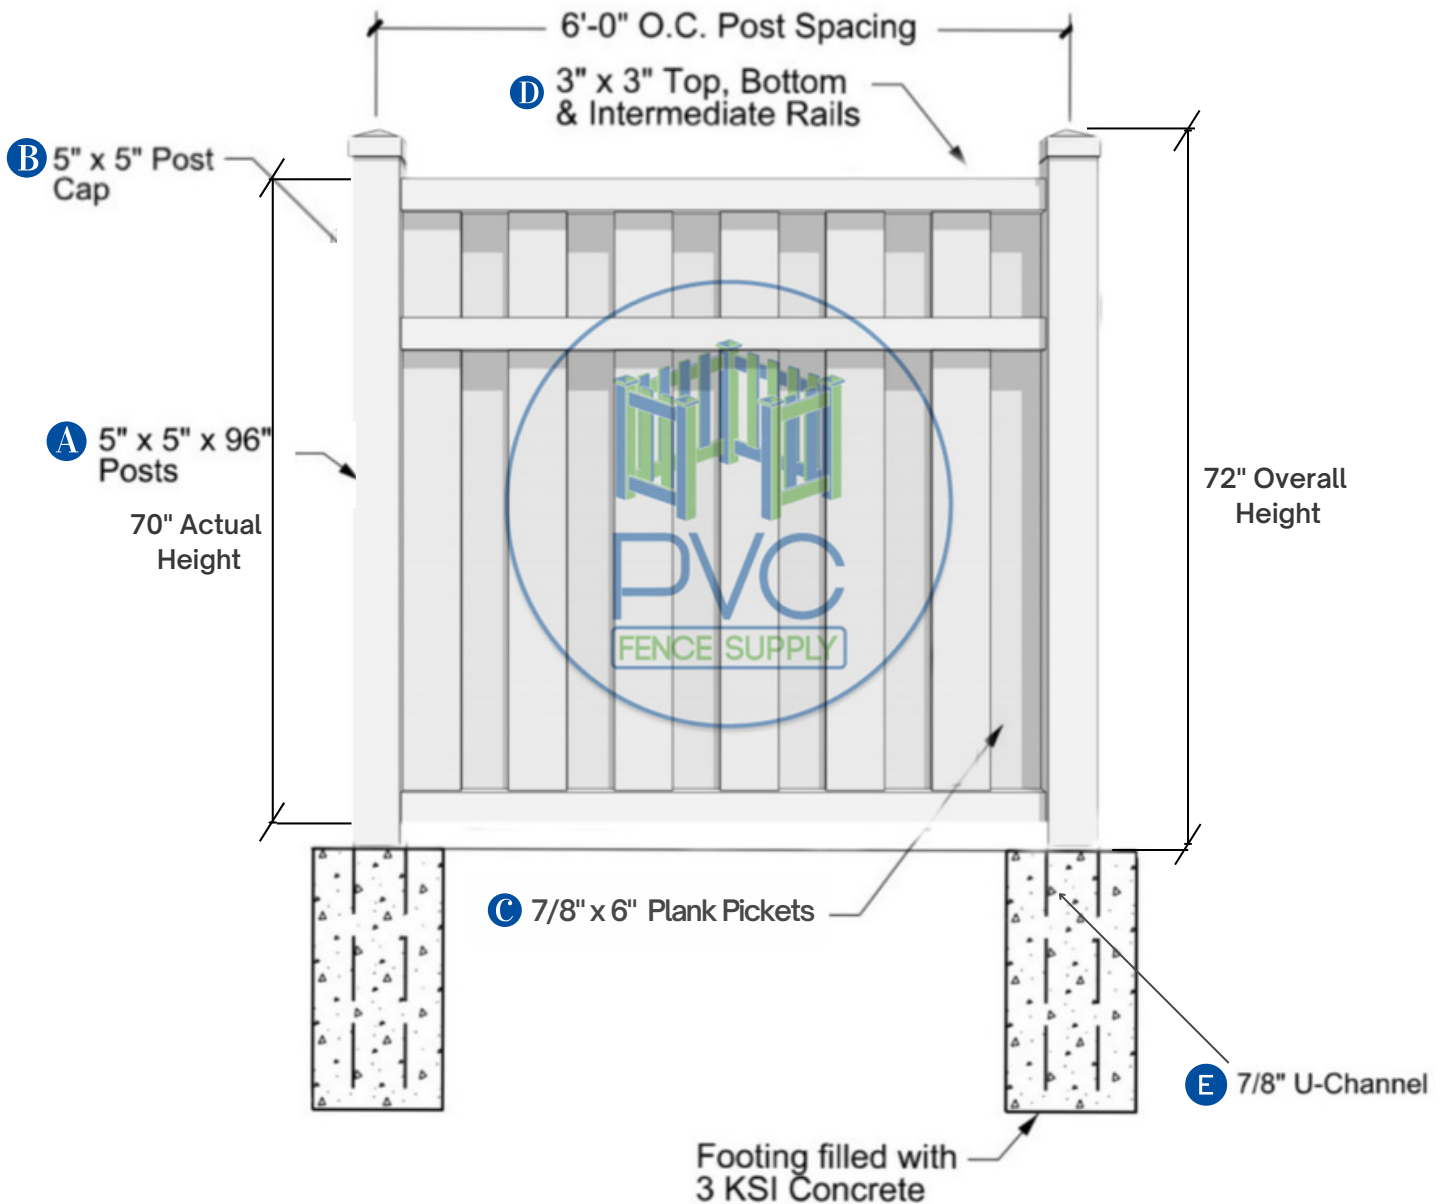 6'-0" O.C. Post Spacing
D
3" x 3" Top, Bottom
& Intermediate Rails
B
5" x 5" Post
Cap
A
5" x 5" x 96"
Posts
70" Actual
Height
72" Overall
Height
PVC
FENCE SUPPLY
C
7/8" x 6" Plank Pickets
E
7/8" U-Channel
Footing filled with
3 KSI Concrete